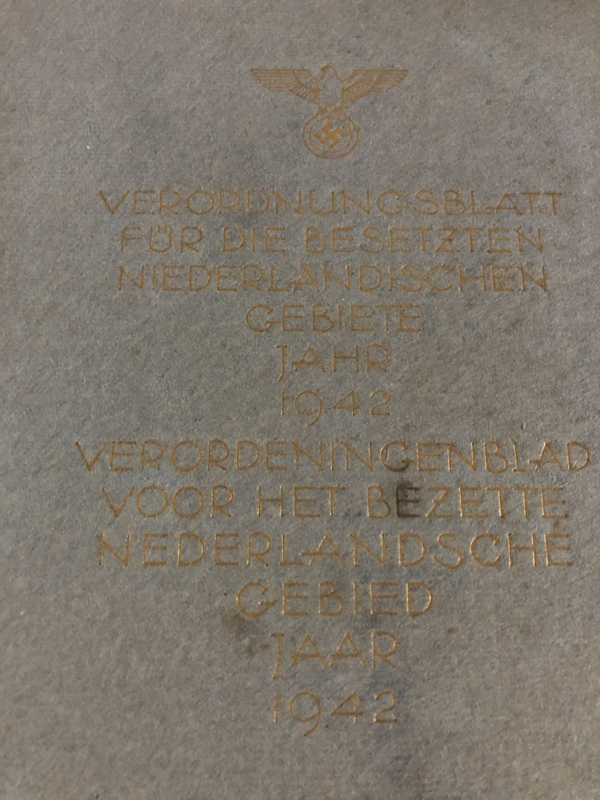 VERORDNUNGSBLATT
FÜR DIE BESETZTEN
NIEDERLÄNDISCHEN
GEBIETE
JAHR
1942
VERORDENINGENBLAD
VOOR HET BEZETTE
NEDERLANDSCHE
GEBIED
JAAR
1942